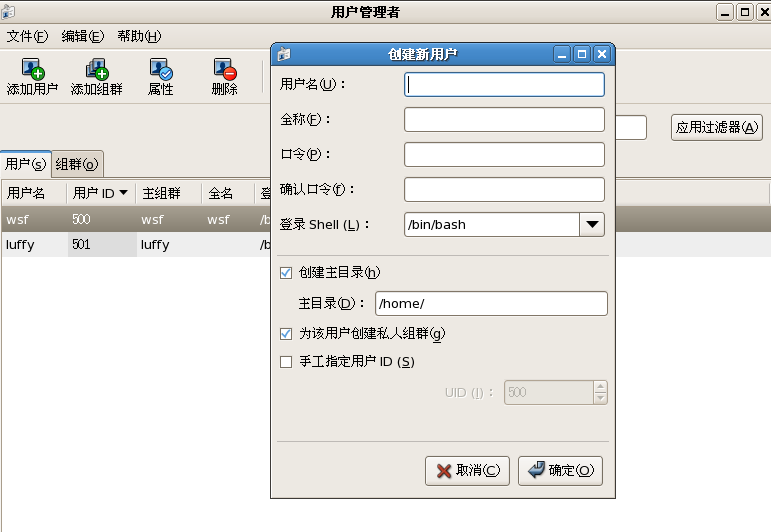 用户管理者
文件(F) 编辑(E) 帮助(H)
添加用户 添加组群 属性 删除
应用过滤器(A)
用户(s) 组群(o)
用户名 用户 ID 主组群 全名 登
wsf 500 wsf wsf /b
luffy 501 luffy /b
创建新用户
用户名(U)：
全称(F)：
口令(P)：
确认口令(f)：
登录 Shell (L)： /bin/bash
创建主目录(h)
主目录(D)： /home/
为该用户创建私人组群(g)
手工指定用户 ID (S)
UID (I)： 500
取消(C) 确定(O)